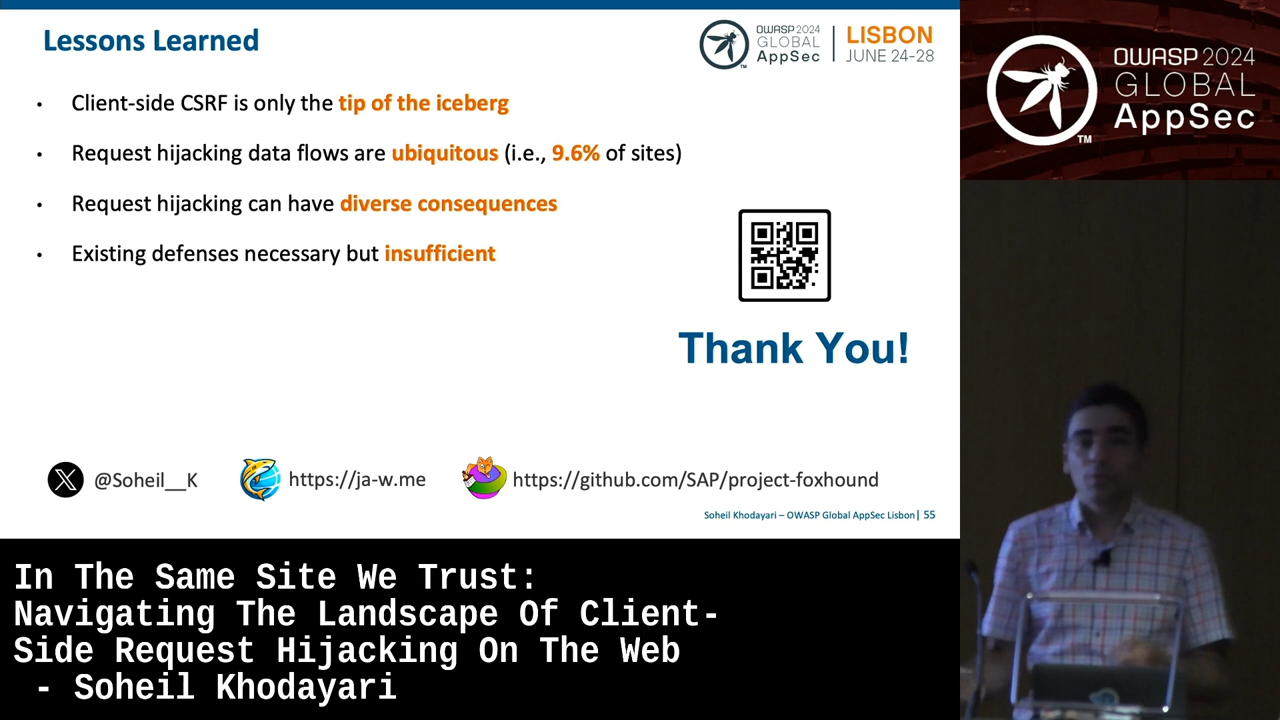 Lessons Learned
OWASP 2024
GLOBAL
AppSec
TM
LISBON
JUNE 24-28
• Client-side CSRF is only the tip of the iceberg
• Request hijacking data flows are ubiquitous (i.e., 9.6% of sites)
• Request hijacking can have diverse consequences
• Existing defenses necessary but insufficient
Thank You!
@Soheil__K
https://ja-w.me
https://github.com/SAP/project-foxhound
Soheil Khodayari – OWASP Global AppSec Lisbon| 55
OWASP 2024
GLOBAL
AppSec
TM
In The Same Site We Trust:
Navigating The Landscape Of Client-
Side Request Hijacking On The Web
- Soheil Khodayari